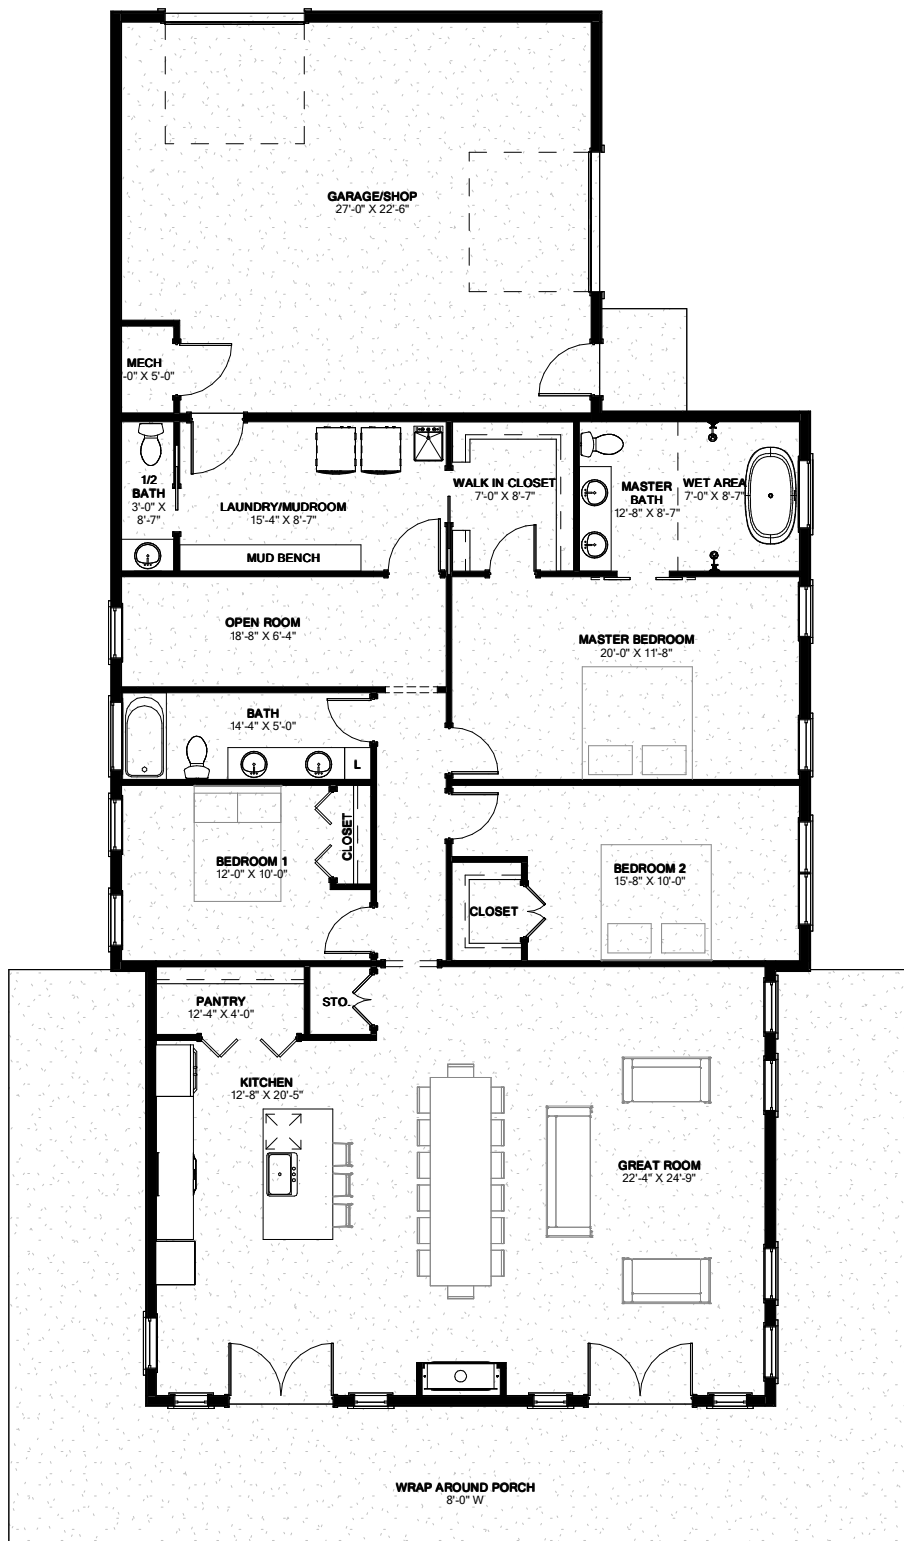 GARAGE/SHOP
27'-0" X 22'-6"
MECH
'-0" X 5'-0"
1/2
BATH
3'-0" X
8'-7"
LAUNDRY/MUDROOM
15'-4" X 8'-7"
MUD BENCH
WALK IN CLOSET
7'-0" X 8'-7"
MASTER
BATH
12'-8" X 8'-7"
WET AREA
7'-0" X 8'-7"
OPEN ROOM
18'-8" X 6'-4"
MASTER BEDROOM
20'-0" X 11'-8"
BATH
14'-4" X 5'-0"
L
BEDROOM 1
12'-0" X 10'-0"
CLOSET
BEDROOM 2
15'-8" X 10'-0"
CLOSET
PANTRY
12'-4" X 4'-0"
STO.
KITCHEN
12'-8" X 20'-5"
GREAT ROOM
22'-4" X 24'-9"
WRAP AROUND PORCH
8'-0" W